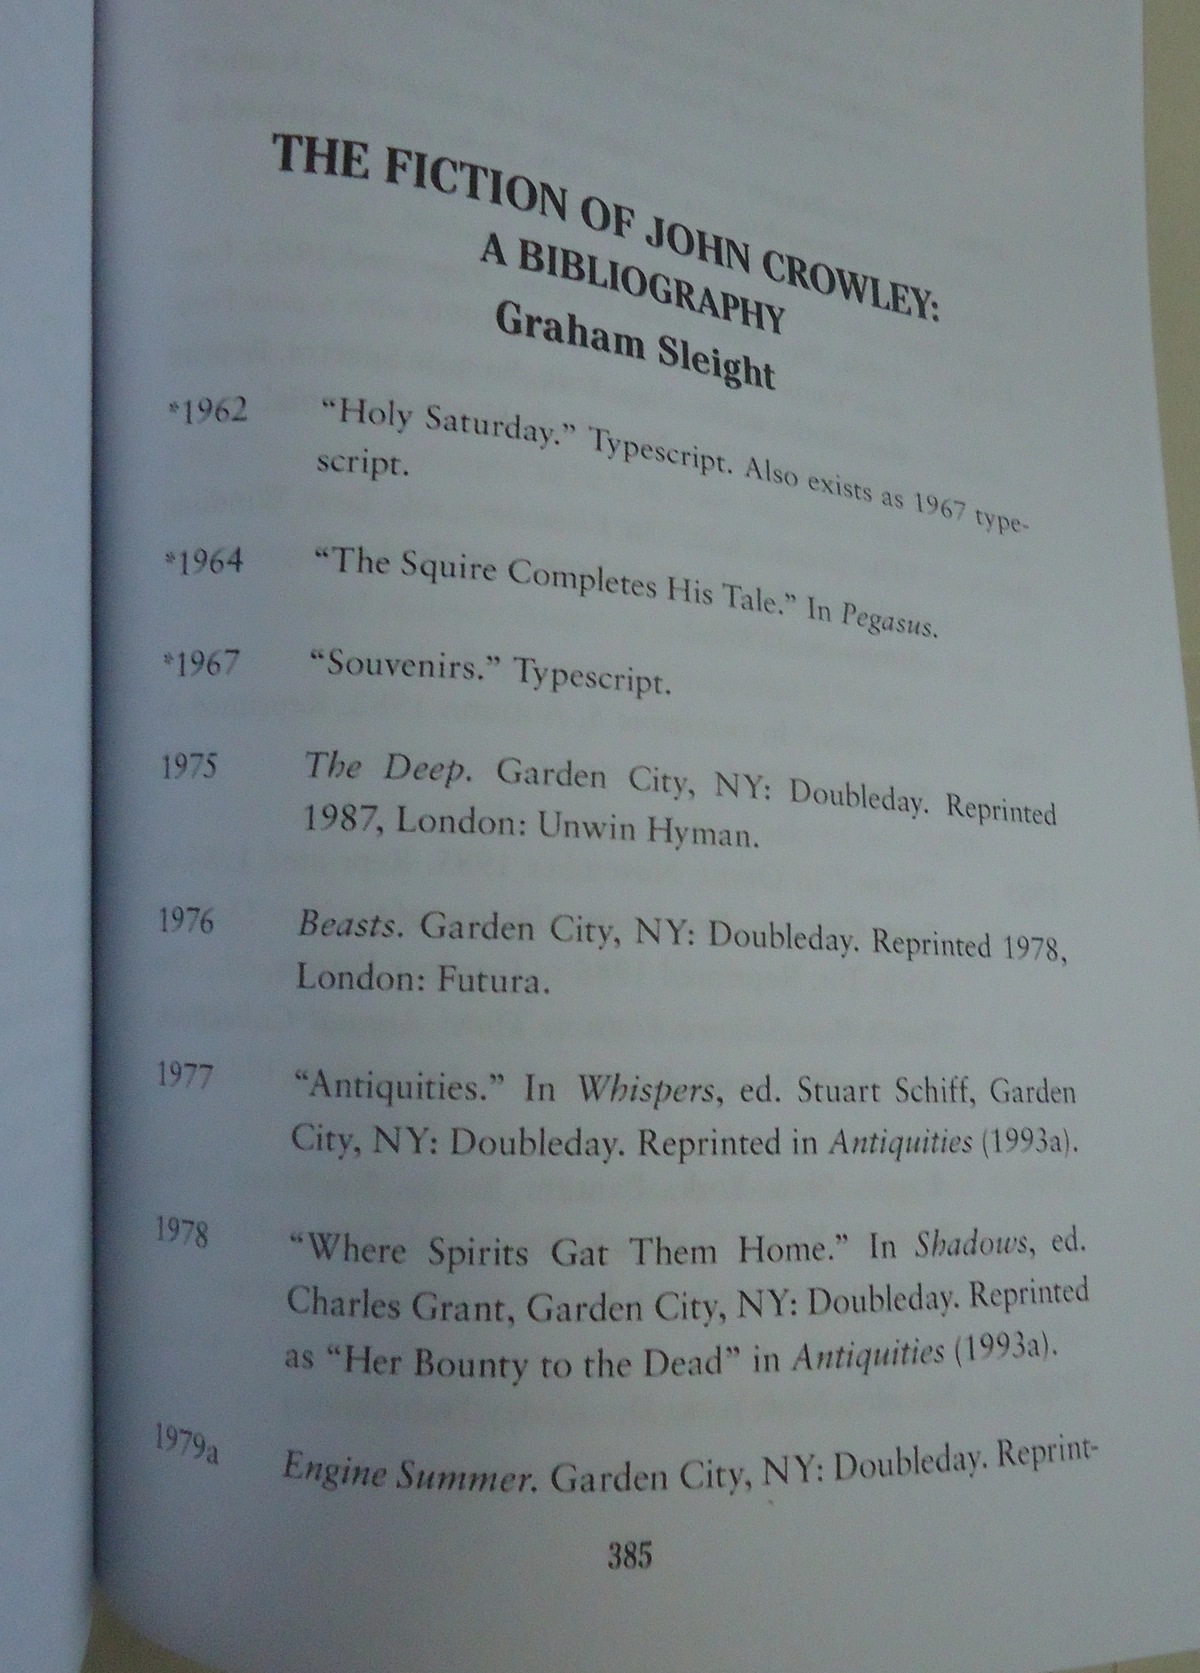 THE FICTION OF JOHN CROWLEY:
A BIBLIOGRAPHY
Graham Sleight
*1962 “Holy Saturday.” Typescript. Also exists as 1967 type-
script.
*1964 “The Squire Completes His Tale.” In Pegasus.
*1967 “Souvenirs.” Typescript.
1975 The Deep. Garden City, NY: Doubleday. Reprinted
1987, London: Unwin Hyman.
1976 Beasts. Garden City, NY: Doubleday. Reprinted 1978,
London: Futura.
1977 “Antiquities.” In Whispers, ed. Stuart Schiff, Garden
City, NY: Doubleday. Reprinted in Antiquities (1993a).
1978 “Where Spirits Gat Them Home.” In Shadows, ed.
Charles Grant, Garden City, NY: Doubleday. Reprinted
as “Her Bounty to the Dead” in Antiquities (1993a).
1979a Engine Summer. Garden City, NY: Doubleday. Reprint-
385